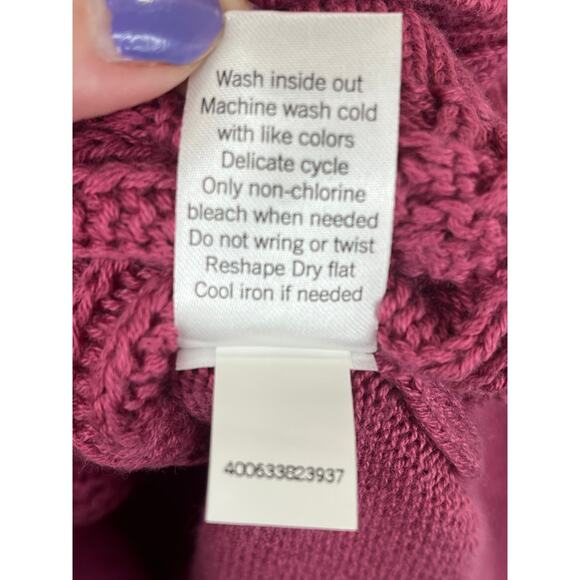 Wash inside out
Machine wash cold
with like colors
Delicate cycle
Only non-chlorine
bleach when needed
Do not wring or twist
Reshape Dry flat
Cool iron if needed
400633823937